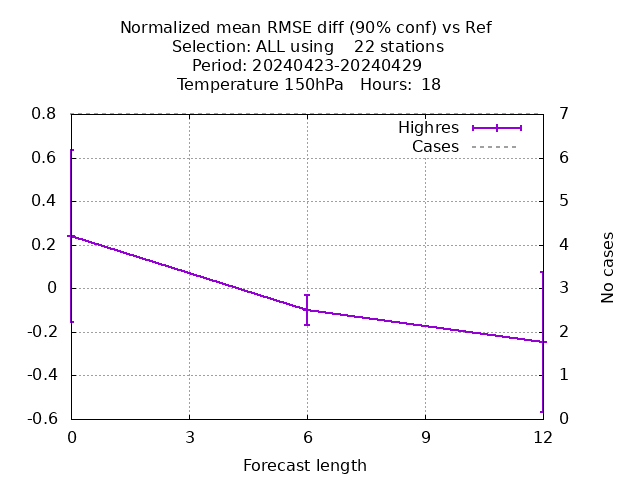 Normalized mean RMSE diff (90% conf) vs Ref
Selection: ALL using    22 stations
Period: 20240423-20240429
Temperature 150hPa   Hours:  18
Highres
Cases
0.8
0.6
0.4
0.2
0
-0.2
-0.4
-0.6
7
6
5
4
3
2
1
0
No cases
0 3 6 9 12
Forecast length